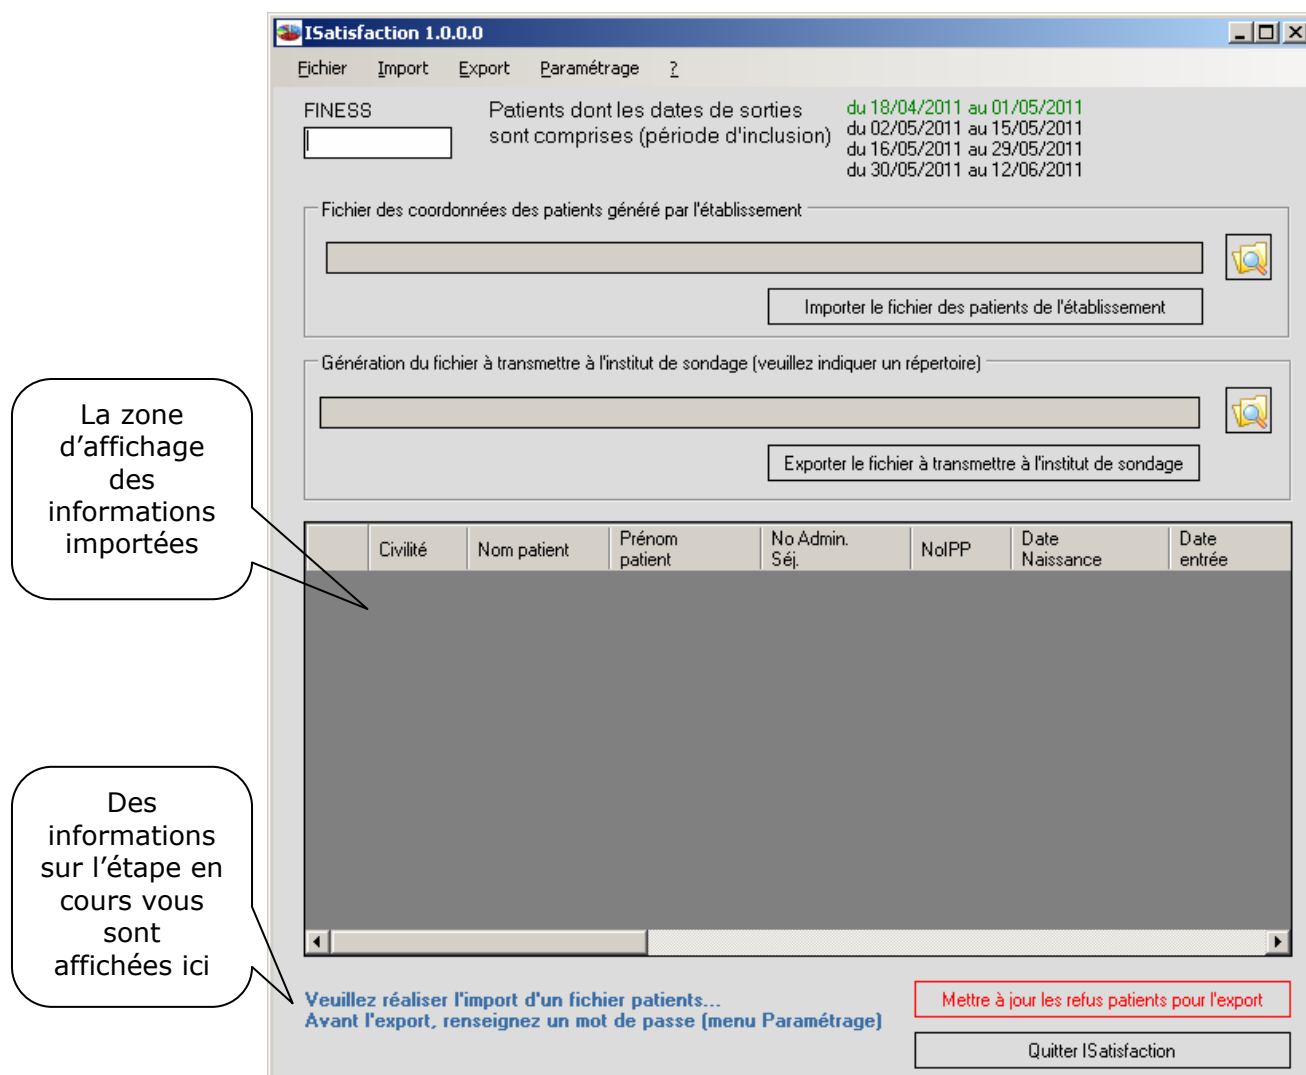 ISatisfaction 1.0.0.0
Fichier Import Export Paramétrage ?
FINESS
Patients dont les dates de sorties
sont comprises (période d'inclusion)
du 18/04/2011 au 01/05/2011
du 02/05/2011 au 15/05/2011
du 16/05/2011 au 29/05/2011
du 30/05/2011 au 12/06/2011
Fichier des coordonnées des patients généré par l'établissement
Importer le fichier des patients de l'établissement
Génération du fichier à transmettre à l'institut de sondage (veuillez indiquer un répertoire)
Exporter le fichier à transmettre à l'institut de sondage
La zone
d’affichage
des
informations
importées
Civilité
Nom patient
Prénom
patient
No Admin.
Séj.
NoIPP
Date
Naissance
Date
entrée
Des
informations
sur l’étape en
cours vous
sont
affichées ici
Veuillez réaliser l'import d'un fichier patients...
Avant l'export, renseignez un mot de passe (menu Paramétrage)
Mettre à jour les refus patients pour l'export
Quitter ISatisfaction